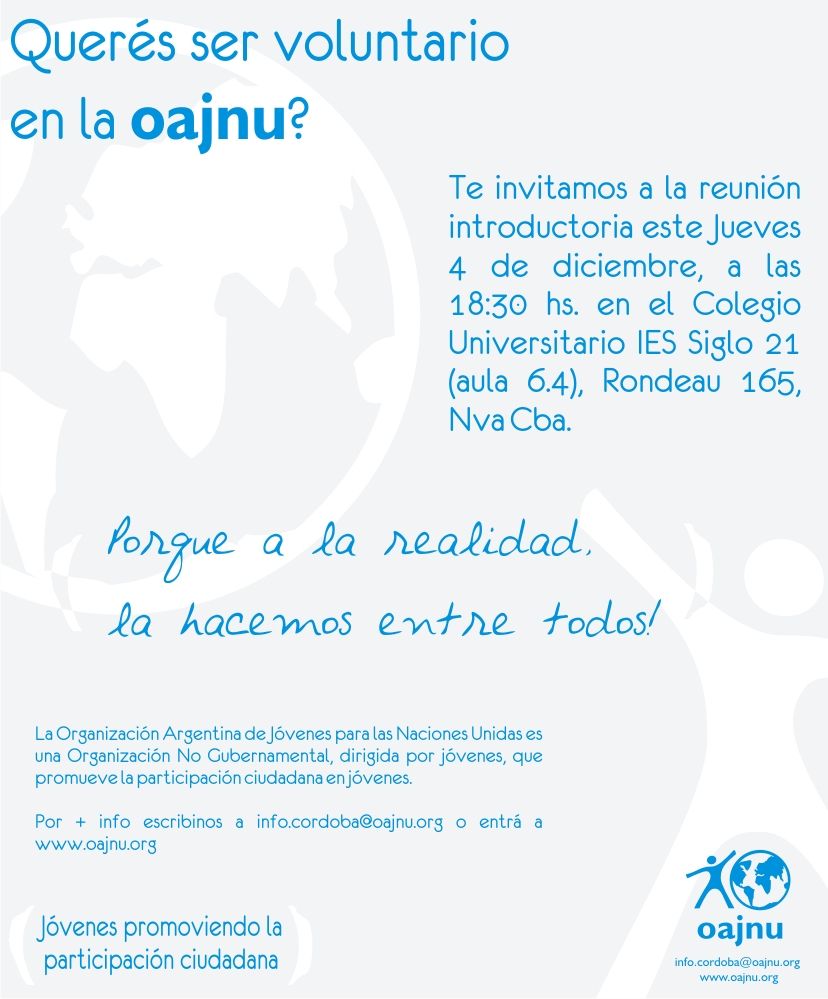 Querés ser voluntario
en la oajnu?
Te invitamos a la reunión
introductoria este Jueves
4 de diciembre, a las
18:30 hs. en el Colegio
Universitario IES Siglo 21
(aula 6.4), Rondeau 165,
Nva Cba.
Porque a la realidad,
la hacemos entre todos!
La Organización Argentina de Jóvenes para las Naciones Unidas es
una Organización No Gubernamental, dirigida por jóvenes, que
promueve la participación ciudadana en jóvenes.
Por + info escribinos a info.cordoba@oajnu.org o entrá a
www.oajnu.org
Jóvenes promoviendo la
participación ciudadana
oajnu
info.cordoba@oajnu.org
www.oajnu.org